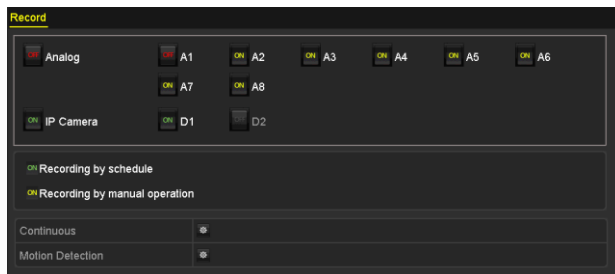 Record
OFF Analog OFF A1 ON A2 ON A3 ON A4 ON A5 ON A6
ON A7 ON A8
ON IP Camera ON D1 D2
ON Recording by schedule
ON Recording by manual operation
Continuous
Motion Detection